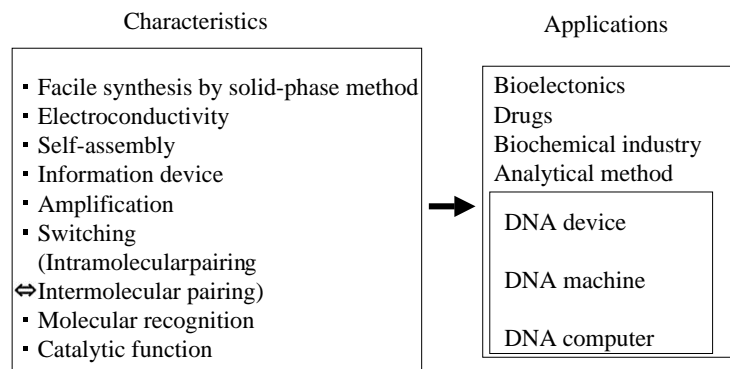 Characteristics
Applications
▪ Facile synthesis by solid-phase method
▪ Electroconductivity
▪ Self-assembly
▪ Information device
▪ Amplification
▪ Switching
(Intramolecularpairing
⇔Intermolecular pairing)
▪ Molecular recognition
▪ Catalytic function
Bioelectonics
Drugs
Biochemical industry
Analytical method
DNA device
DNA machine
DNA computer